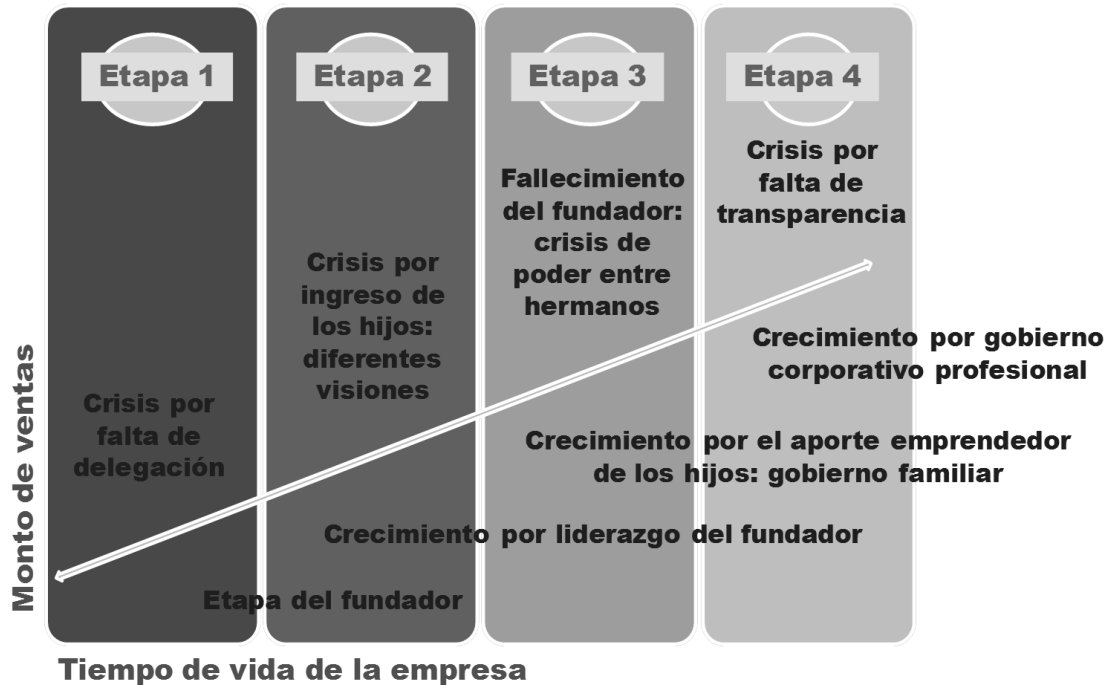 Etapa 1
Etapa 2
Etapa 3
Etapa 4
Crisis por
falta de
delegación
Crisis por
ingreso de
los hijos:
diferentes
visiones
Fallecimiento
del fundador:
crisis de
poder entre
hermanos
Crisis por
falta de
transparencia
Crecimiento por gobierno
corporativo profesional
Crecimiento por el aporte emprendedor
de los hijos: gobierno familiar
Crecimiento por liderazgo del fundador
Etapa del fundador
Monto de ventas
Tiempo de vida de la empresa